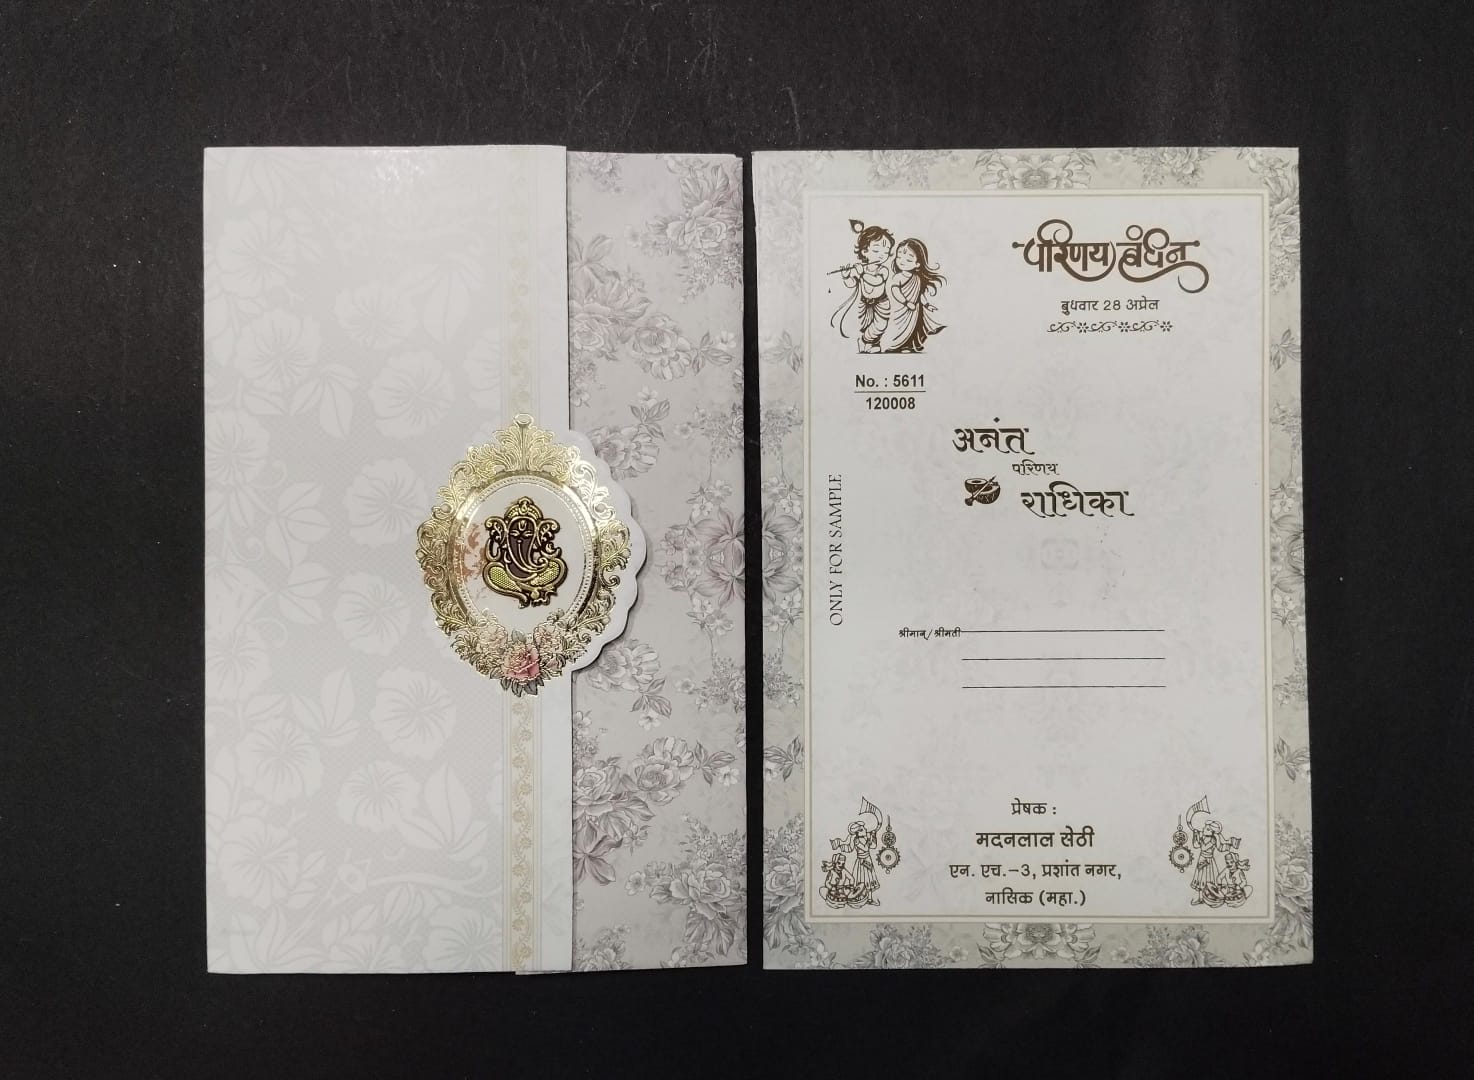 परिणय बंधन
बुधवार 28 अप्रेल
No. : 5611
120008
अनंत
परिणय
राधिका
ONLY FOR SAMPLE
श्रीमान्/श्रीमती
प्रेषक :
मदनलाल सेठी
एन. एच.-3, प्रशांत नगर,
नासिक (महा.)